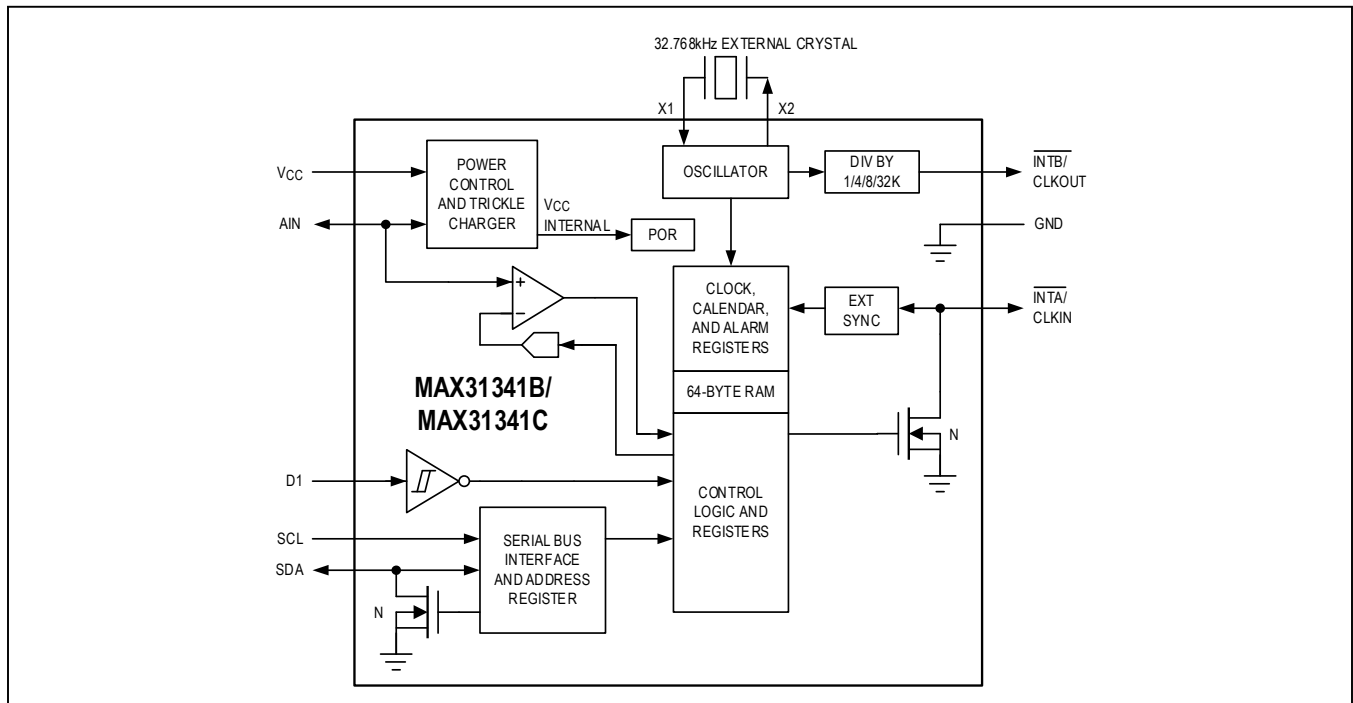 32.768kHz EXTERNAL CRYSTAL
X1
X2
VCC
POWER
CONTROL
AND TRICKLE
CHARGER
OSCILLATOR
DIV BY
1/4/8/32K
INTB/
CLKOUT
AIN
VCC
INTERNAL
POR
GND
+
−
CLOCK,
CALENDAR,
AND ALARM
REGISTERS
EXT
SYNC
INTA/
CLKIN
MAX31341B/
MAX31341C
64-BYTE RAM
N
D1
CONTROL
LOGIC AND
REGISTERS
SCL
SDA
SERIAL BUS
INTERFACE
AND ADDRESS
REGISTER
N